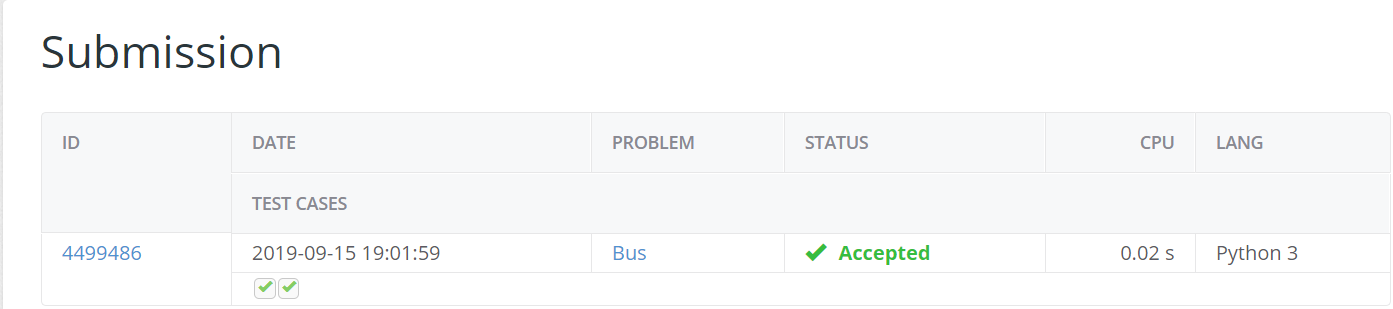 Submission
ID DATE PROBLEM STATUS CPU LANG
TEST CASES
4499486 2019-09-15 19:01:59 Bus Accepted 0.02 s Python 3